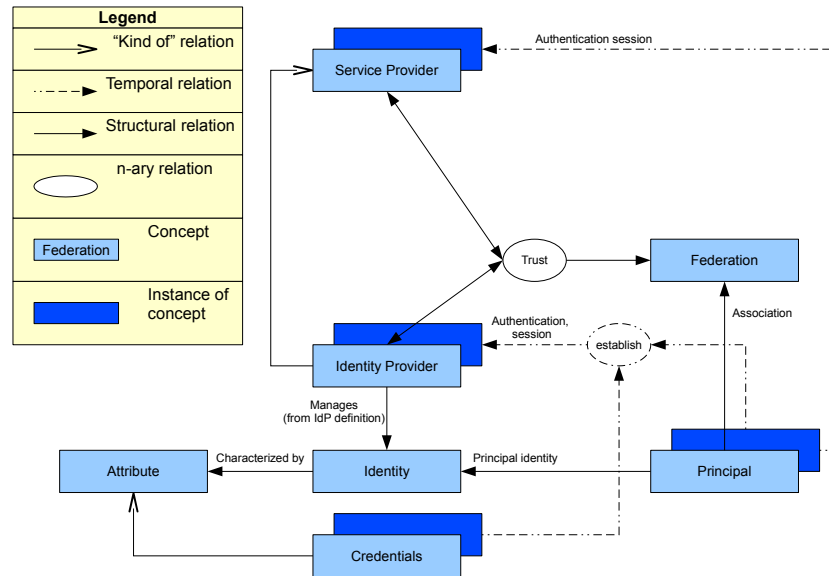 Legend
“Kind of” relation
Temporal relation
Structural relation
n-ary relation
Concept
Federation
Instance of
concept
Authentication session
Service Provider
Trust
Federation
Association
Authentication,
session
establish
Identity Provider
Manages
(from IdP definition)
Attribute
Characterized by
Identity
Principal identity
Principal
Credentials